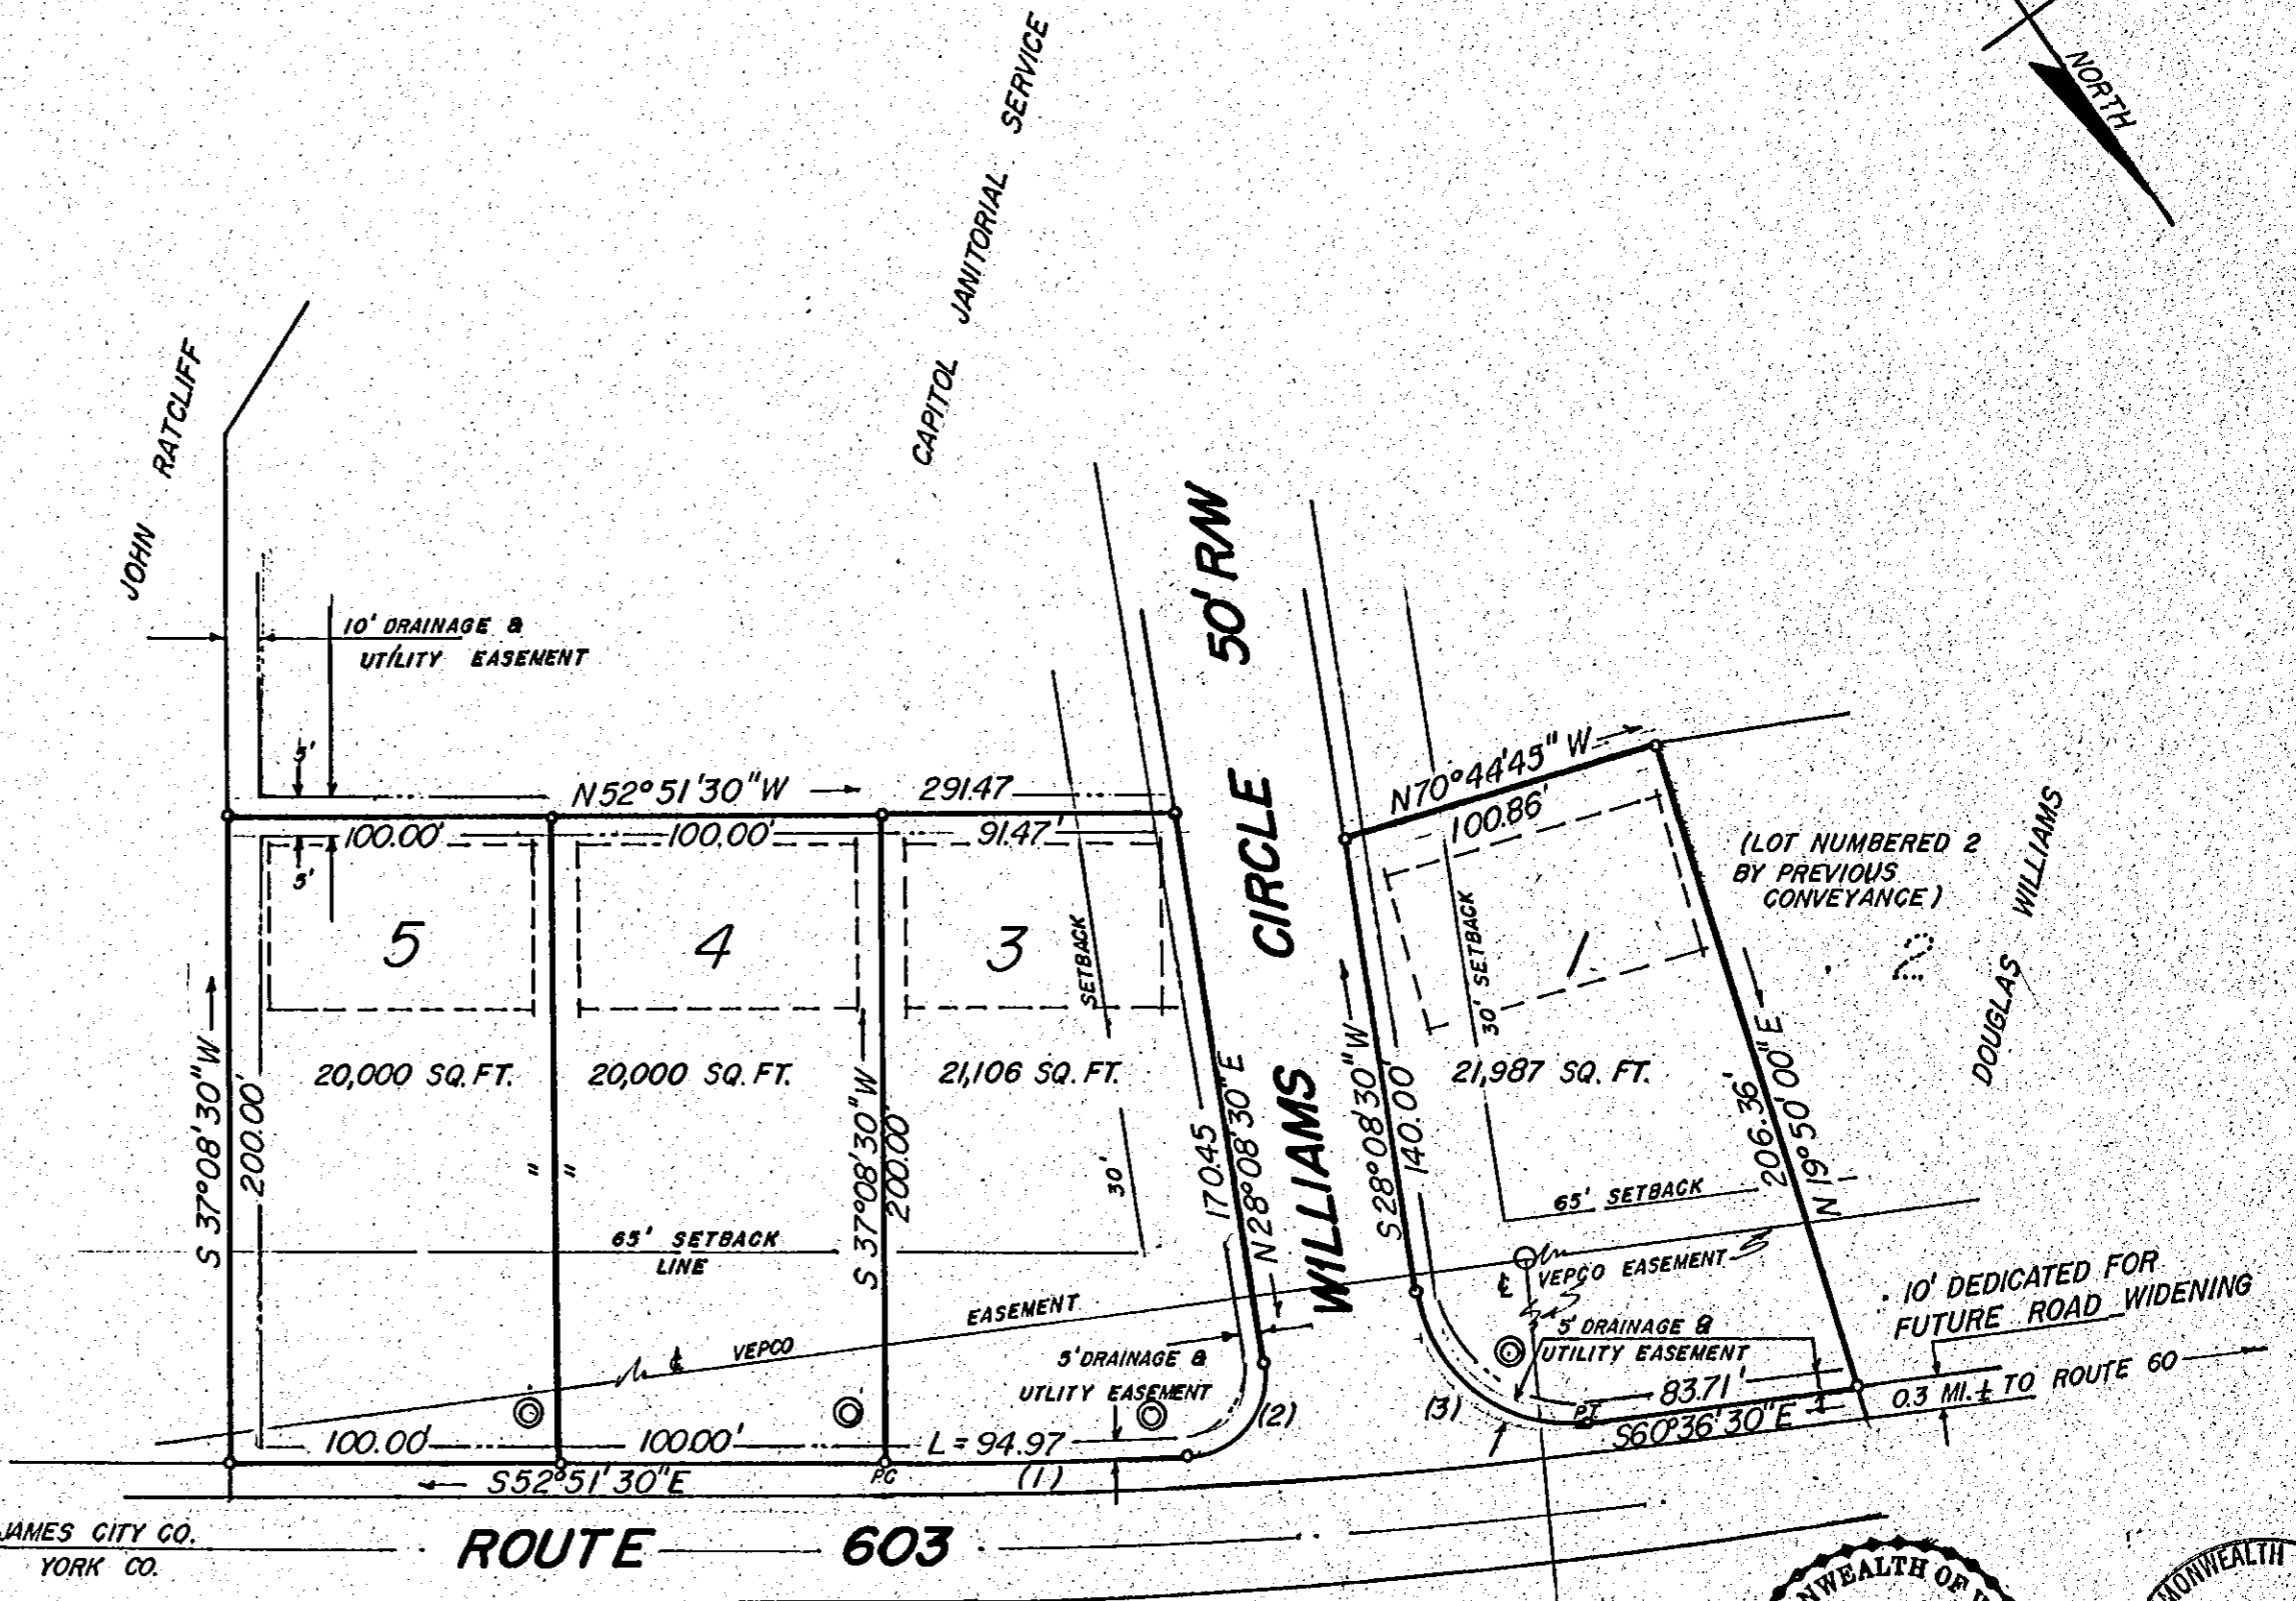 NORTH
CAPITOL JANITORIAL SERVICE
JOHN RATCLIFF
50' R/W
WILLIAMS CIRCLE
10' DRAINAGE &
UTILITY EASEMENT
5'
N52°51'30"W
291.47
100.00'
100.00'
91.47'
5'
5
4
3
SETBACK
30'
20,000 SQ. FT.
20,000 SQ. FT.
21,106 SQ. FT.
S 37°08'30"W
200.00'
" "
S 37°08'30"W
200.00'
170.45
N28°08'30"E
65' SETBACK
LINE
VEPCO
EASEMENT
5' DRAINAGE &
UTLITY EASEMENT
(2)
100.00'
100.00'
L = 94.97
(1)
PC
S52°51'30"E
N70°44'45" W
100.86'
30' SETBACK
1
21,987 SQ. FT.
S28°08'30"W
140.00'
206.36'
N 19°50'00"E
(LOT NUMBERED 2
BY PREVIOUS
CONVEYANCE)
2
DOUGLAS WILLIAMS
65' SETBACK
VEPCO EASEMENT
5' DRAINAGE &
UTILITY EASEMENT
(3)
PT
83.71'
S60°36'30"E
10' DEDICATED FOR
FUTURE ROAD WIDENING
0.3 MI.± TO ROUTE 60
JAMES CITY CO.
YORK CO.
ROUTE 603
NWEALTH OF
MONWEALTH